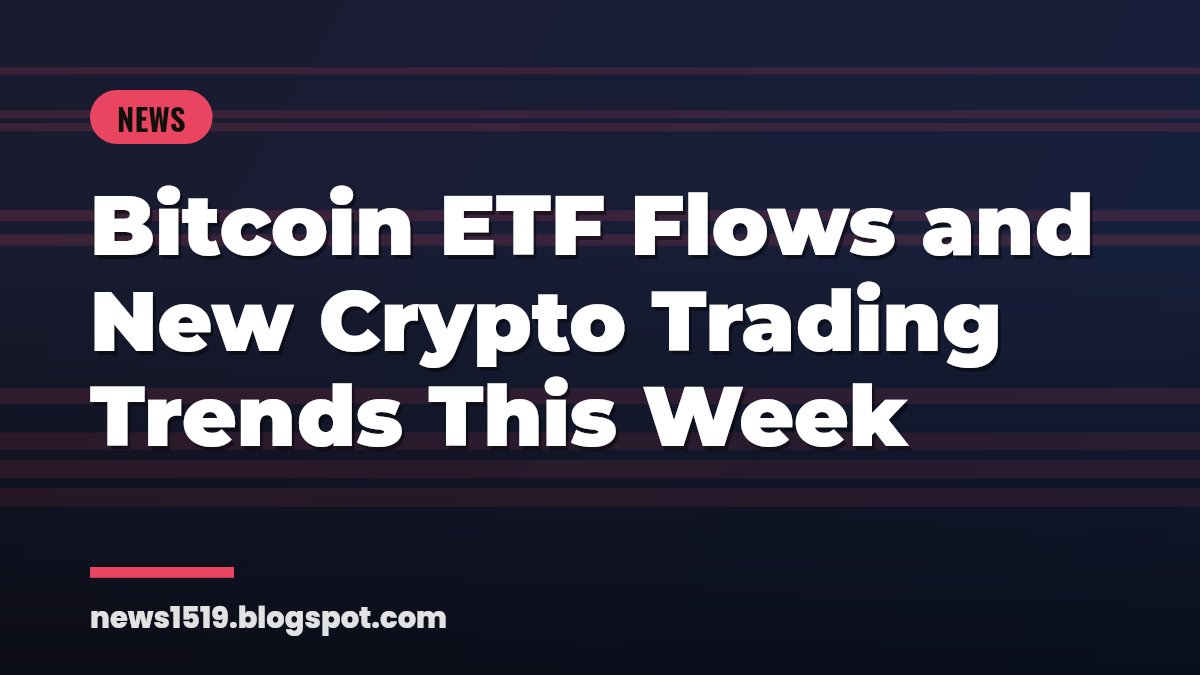 NEWS
Bitcoin ETF Flows and
New Crypto Trading
Trends This Week
news1519.blogspot.com